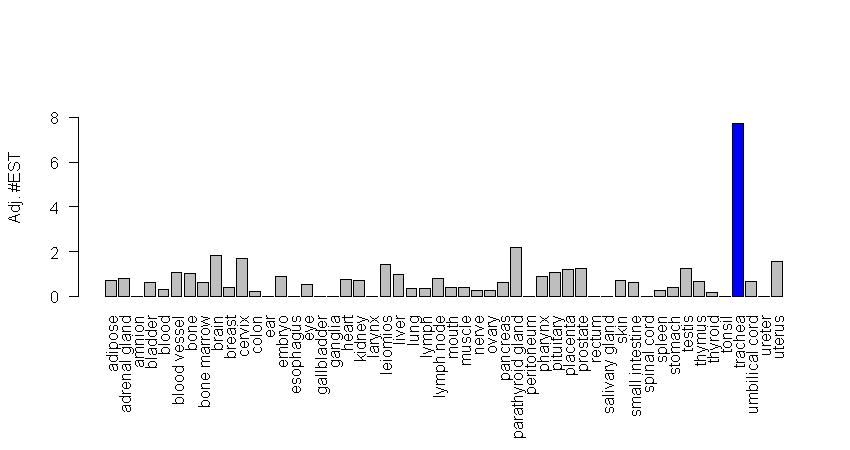 Adj. #EST
8
6
4
2
0
adipose
adrenal gland
amnion
bladder
blood
blood vessel
bone
bone marrow
brain
breast
cervix
colon
ear
embryo
esophagus
eye
gallbladder
ganglia
heart
kidney
larynx
leiomios
liver
lung
lymph
lymph node
mouth
muscle
nerve
ovary
pancreas
parathyroid gland
peritoneum
pharynx
pituitary
placenta
prostate
rectum
salivary gland
skin
small intestine
spinal cord
spleen
stomach
testis
thymus
thyroid
tonsil
trachea
umbilical cord
ureter
uterus